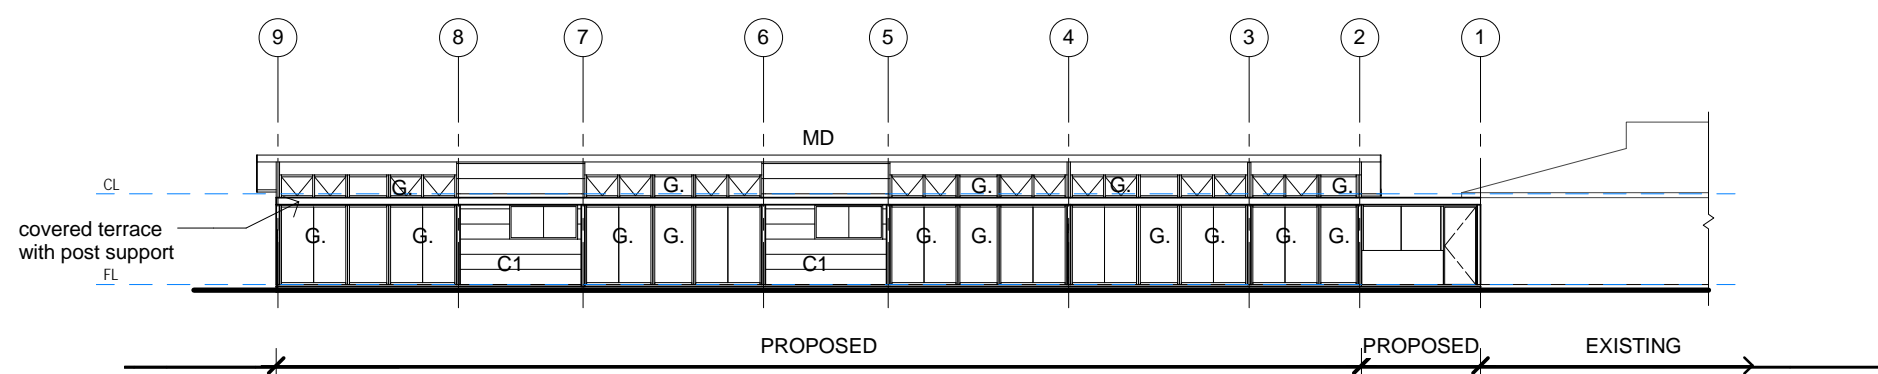 9 8 7 6 5 4 3 2 1
MD
CL
G. G. G. G. G.
covered terrace
with post support
G. G. G. G. G. G. G. G. G. G.
C1 C1
FL
PROPOSED PROPOSED EXISTING